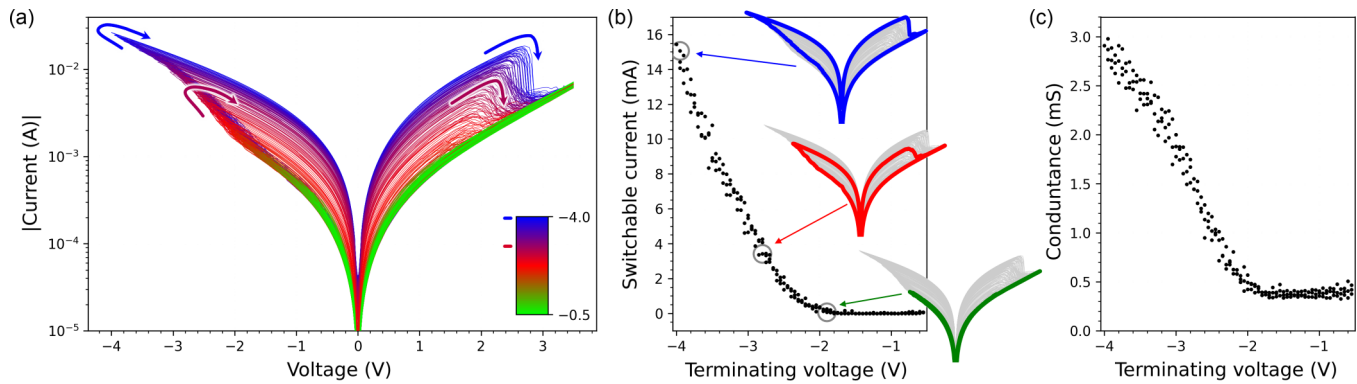 (a)
|Current (A)|
10⁻²
10⁻³
10⁻⁴
10⁻⁵
−4 −3 −2 −1 0 1 2 3
Voltage (V)
−4.0
−0.5
(b)
Switchable current (mA)
16
14
12
10
8
6
4
2
0
−4 −3 −2 −1
Terminating voltage (V)
(c)
Conduntance (mS)
3.0
2.5
2.0
1.5
1.0
0.5
0.0
−4 −3 −2 −1
Terminating voltage (V)